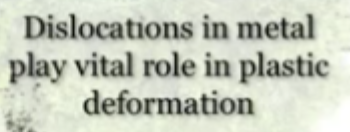 Dislocations in metal
play vital role in plastic
deformation